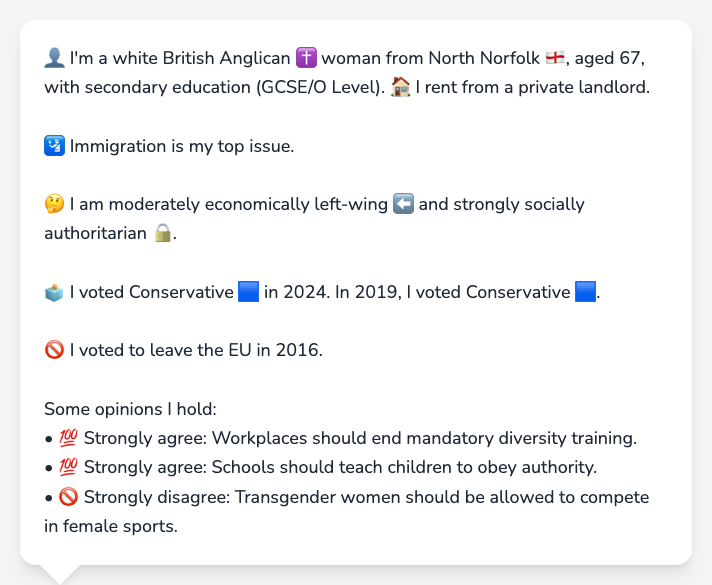 👤 I'm a white British Anglican ✝️ woman from North Norfolk 🏴󠁧󠁢󠁥󠁮󠁧󠁿, aged 67,
with secondary education (GCSE/O Level). 🏠 I rent from a private landlord.
🛂 Immigration is my top issue.
🤔 I am moderately economically left-wing ⬅️ and strongly socially
authoritarian 🔒.
🗳️ I voted Conservative 🟦 in 2024. In 2019, I voted Conservative 🟦.
🚫 I voted to leave the EU in 2016.
Some opinions I hold:
• 💯 Strongly agree: Workplaces should end mandatory diversity training.
• 💯 Strongly agree: Schools should teach children to obey authority.
• 🚫 Strongly disagree: Transgender women should be allowed to compete
in female sports.